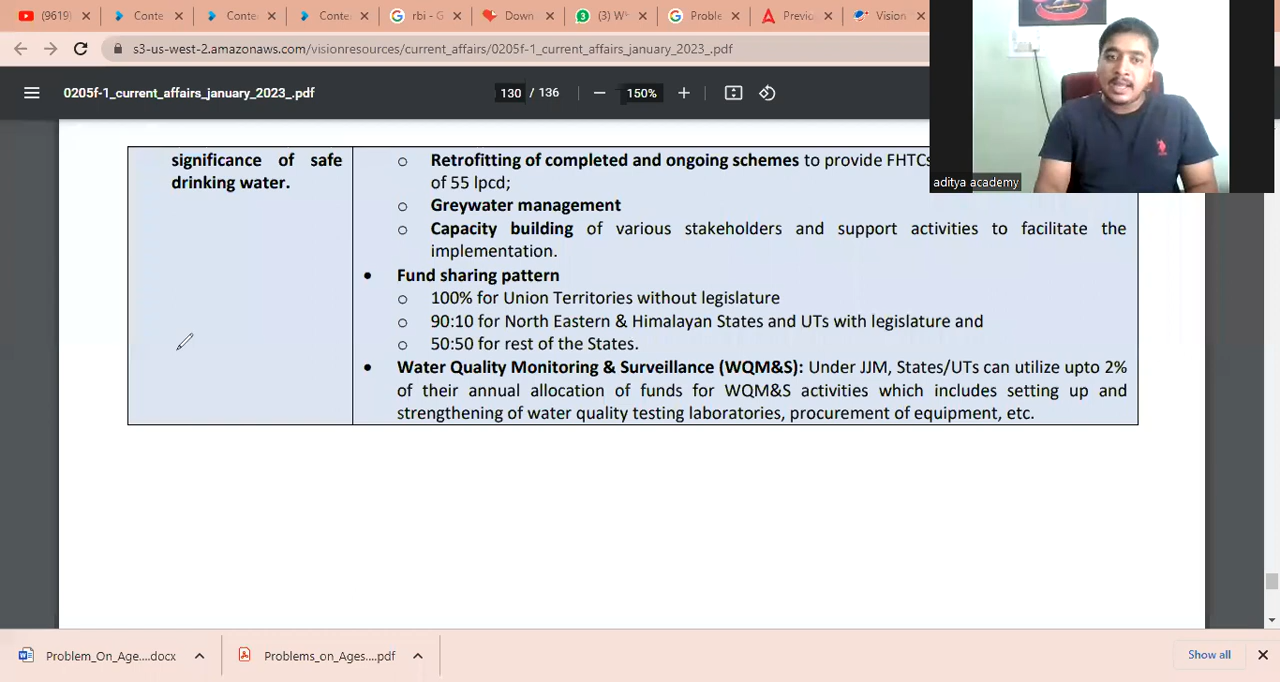 (9619)
Conte
Conte
Conte
rbi - G
Down
(3) W
Proble
Previo
Vision
s3-us-west-2.amazonaws.com/visionresources/current_affairs/0205f-1_current_affairs_january_2023_.pdf
0205f-1_current_affairs_january_2023_.pdf
130 / 136
150%
aditya academy
significance of safe
drinking water.
Retrofitting of completed and ongoing schemes to provide FHTCs
of 55 lpcd;
Greywater management
Capacity building of various stakeholders and support activities to facilitate the
implementation.
Fund sharing pattern
100% for Union Territories without legislature
90:10 for North Eastern & Himalayan States and UTs with legislature and
50:50 for rest of the States.
Water Quality Monitoring & Surveillance (WQM&S): Under JJM, States/UTs can utilize upto 2%
of their annual allocation of funds for WQM&S activities which includes setting up and
strengthening of water quality testing laboratories, procurement of equipment, etc.
Problem_On_Age....docx
Problems_on_Ages....pdf
Show all